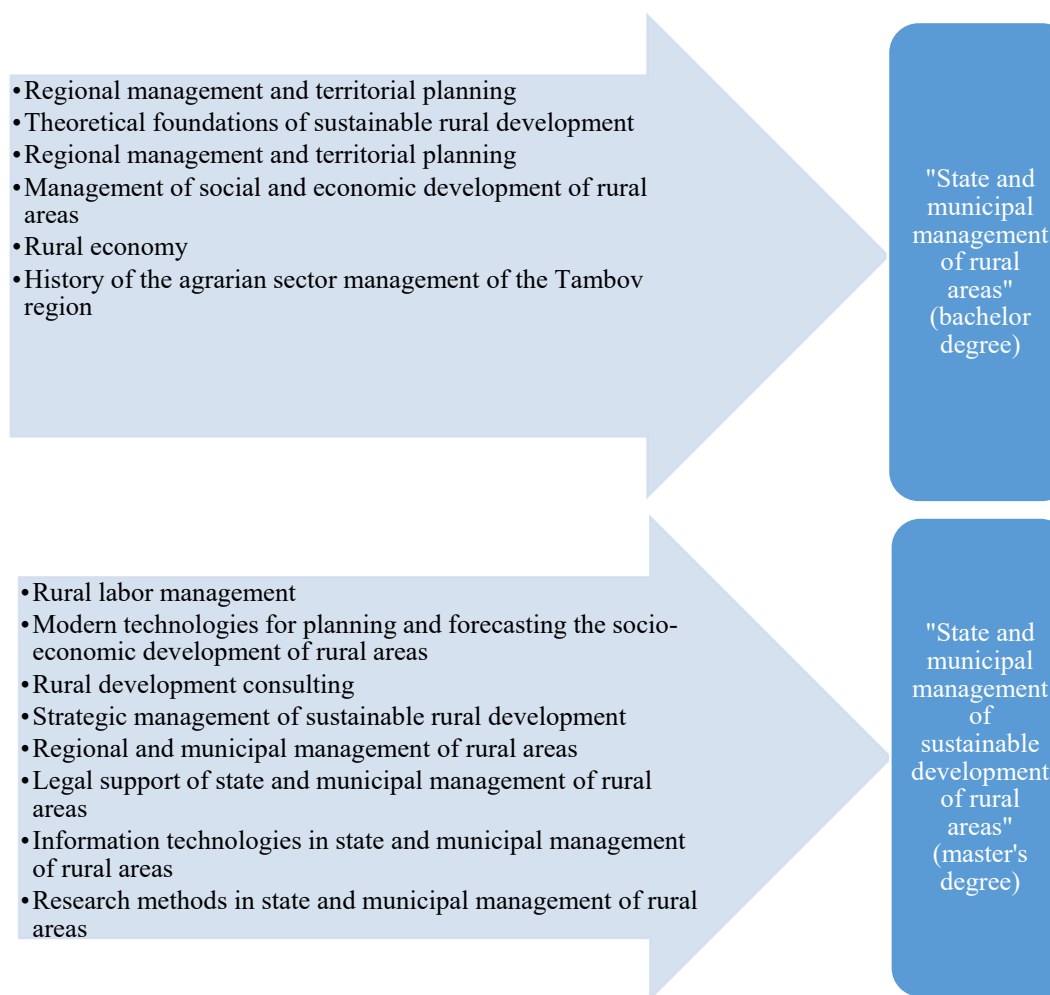 •Regional management and territorial planning
•Theoretical foundations of sustainable rural development
•Regional management and territorial planning
•Management of social and economic development of rural
areas
•Rural economy
•History of the agrarian sector management of the Tambov
region
"State and
municipal
management
of rural
areas"
(bachelor
degree)
•Rural labor management
•Modern technologies for planning and forecasting the socio-
economic development of rural areas
•Rural development consulting
•Strategic management of sustainable rural development
•Regional and municipal management of rural areas
•Legal support of state and municipal management of rural
areas
•Information technologies in state and municipal management
of rural areas
•Research methods in state and municipal management of rural
areas
"State and
municipal
management
of
sustainable
development
of rural
areas"
(master's
degree)